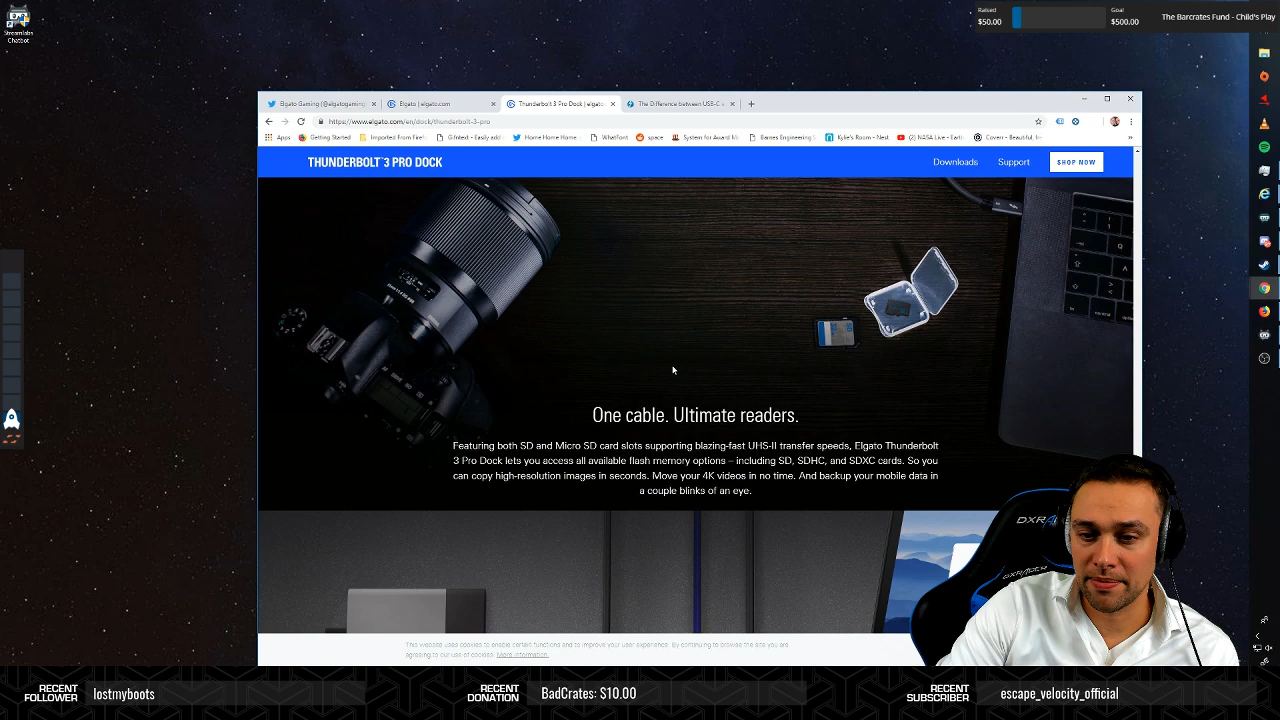 Streamlabs
Chatbot
Raised
$50.00
Goal
$500.00
The Barcrates Fund - Child's Play
Elgato Gaming (@elgatogaming)
Elgato | elgato.com
Thunderbolt 3 Pro Dock | elgato
The Difference between USB-C a
https://www.elgato.com/en/dock/thunderbolt-3-pro
Apps
Getting Started
Imported From Firef
Home Home Home
WhatFont
space
System for Award M
Barnes Engineering
Kyle's Room - Nest
(2) NASA Live - Earth
Coverr - Beautiful, fr
THUNDERBOLT™3 PRO DOCK
Downloads
Support
SHOP NOW
One cable. Ultimate readers.
Featuring both SD and Micro SD card slots supporting blazing-fast UHS-II transfer speeds, Elgato Thunderbolt
3 Pro Dock lets you access all available flash memory options – including SD, SDHC, and SDXC cards. So you
can copy high-resolution images in seconds. Move your 4K videos in no time. And backup your mobile data in
a couple blinks of an eye.
This website uses cookies to enable certain functions and to improve your user experience. By continuing to browse the site you are
agreeing to our use of cookies. More information.
RECENT
FOLLOWER
lostmyboots
RECENT
DONATION
BadCrates: $10.00
RECENT
SUBSCRIBER
escape_velocity_official